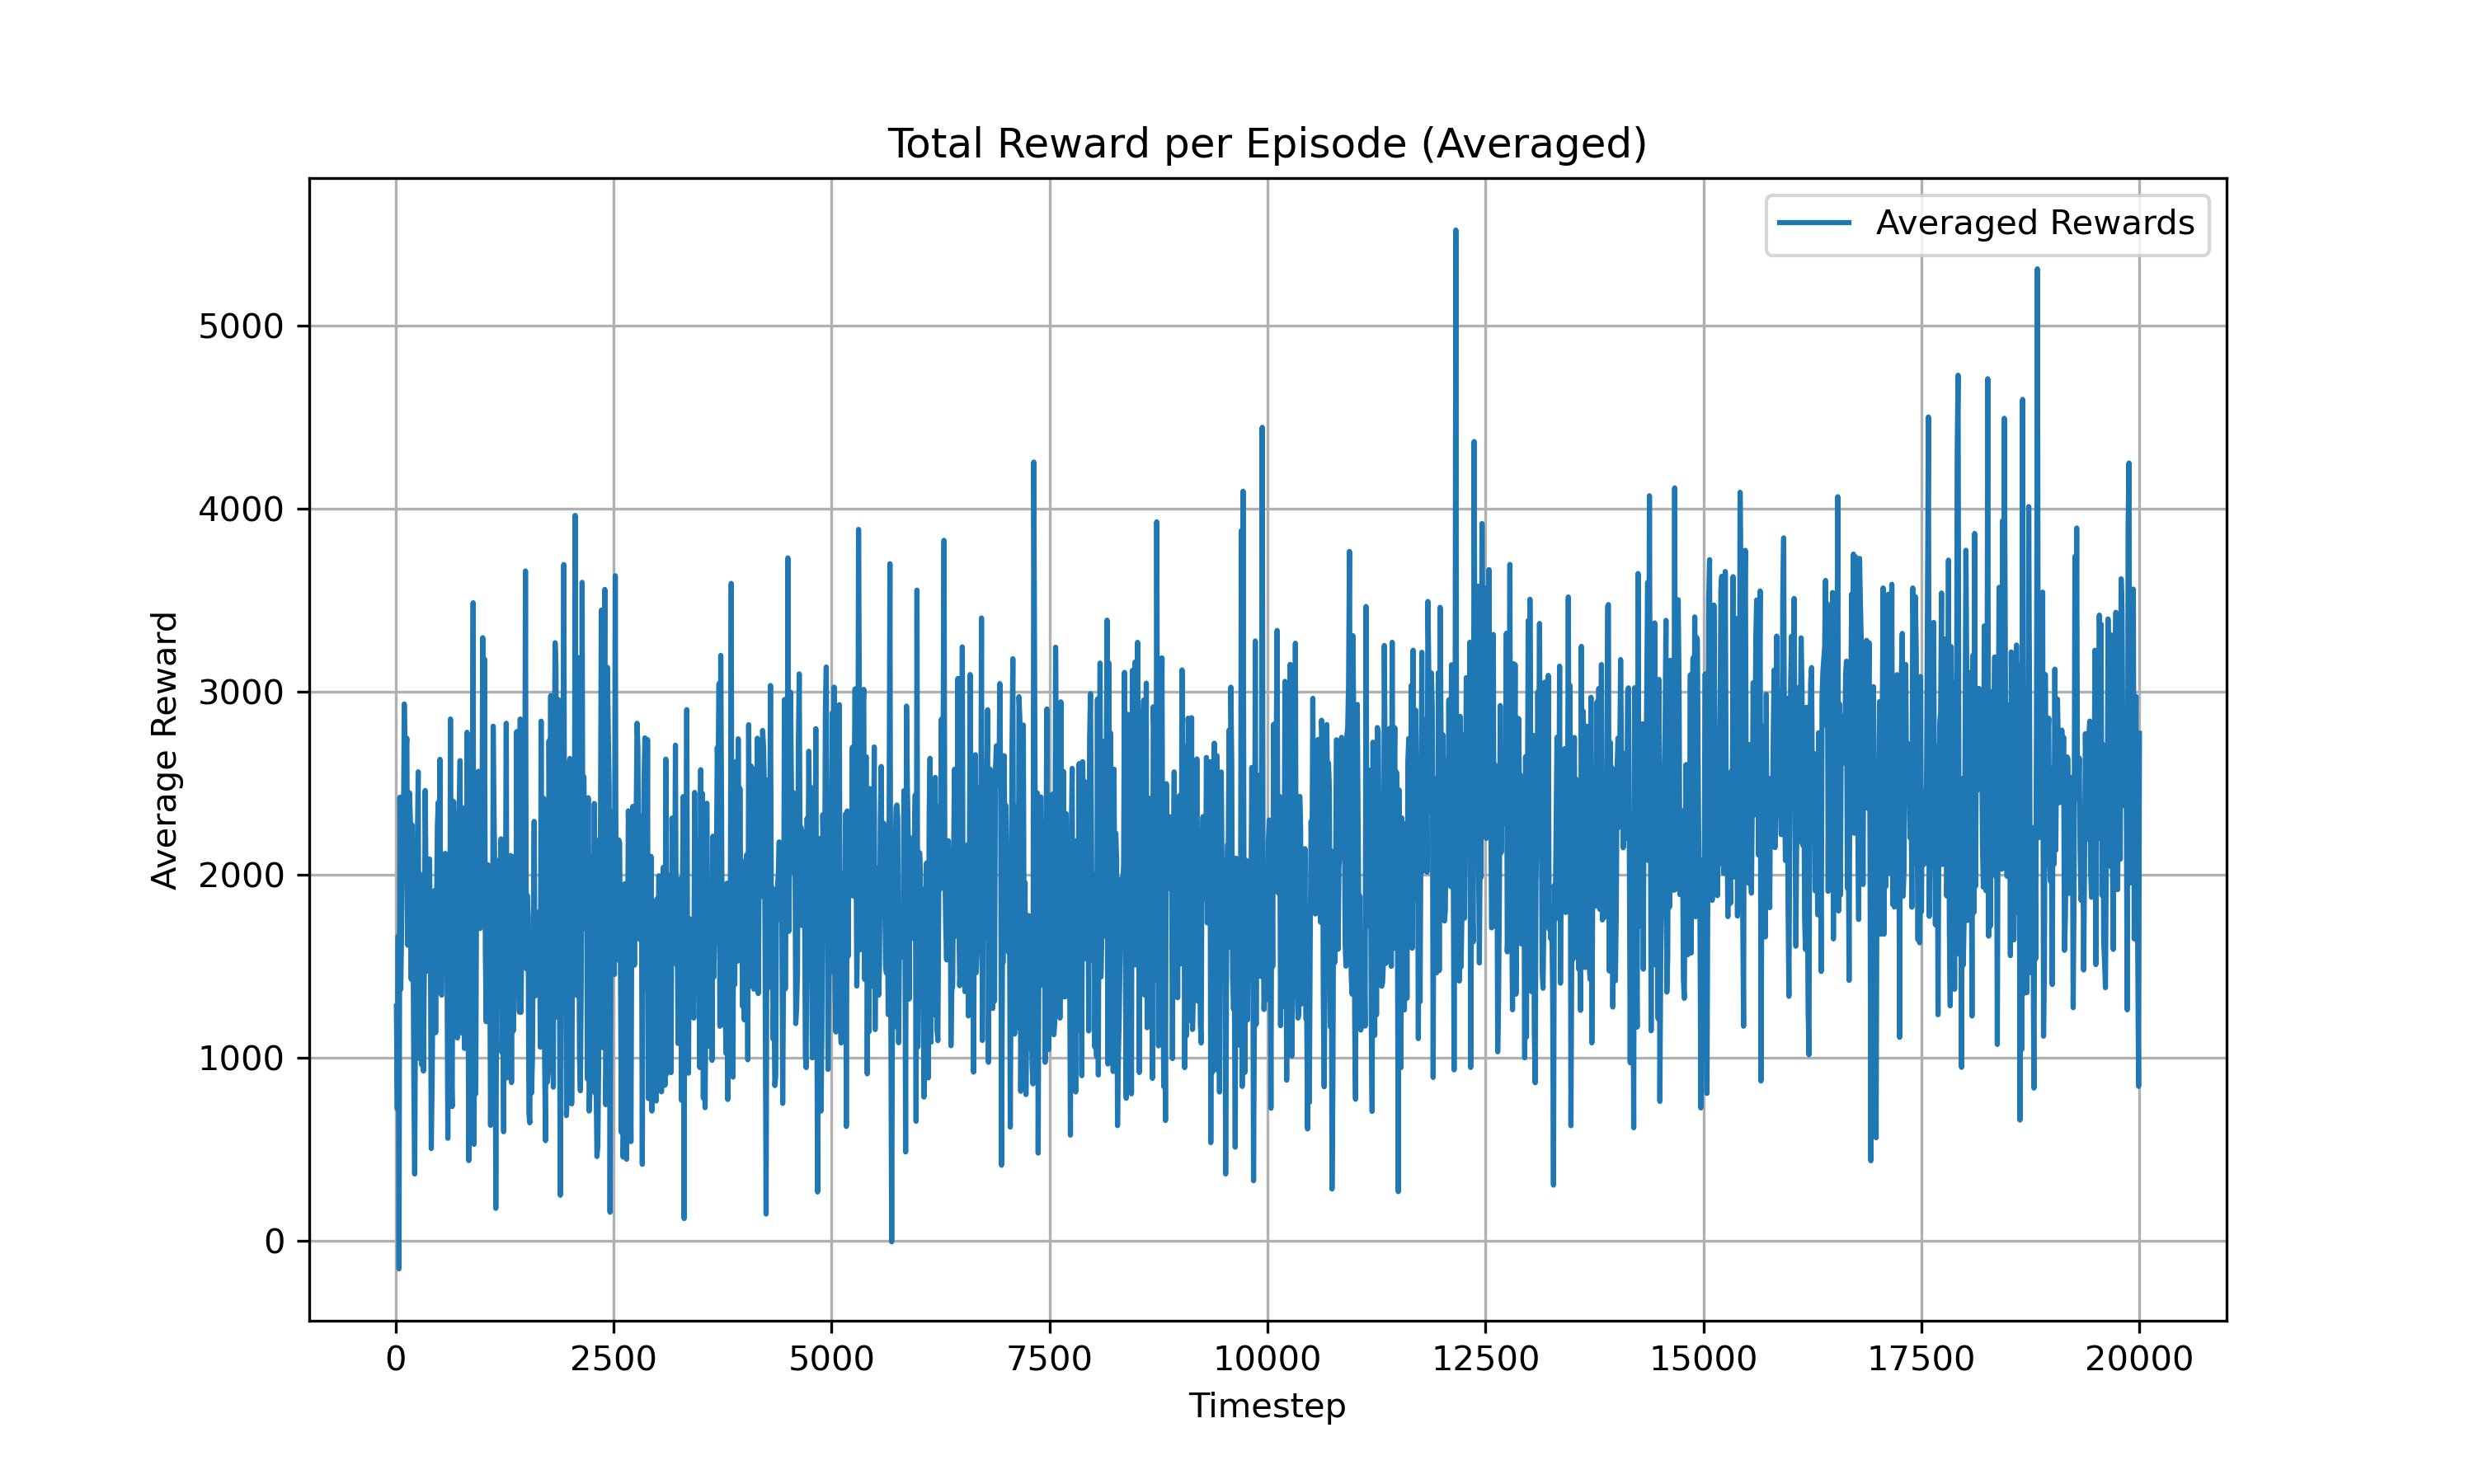 Total Reward per Episode (Averaged)
Averaged Rewards
Average Reward
5000
4000
3000
2000
1000
0
0 2500 5000 7500 10000 12500 15000 17500 20000
Timestep